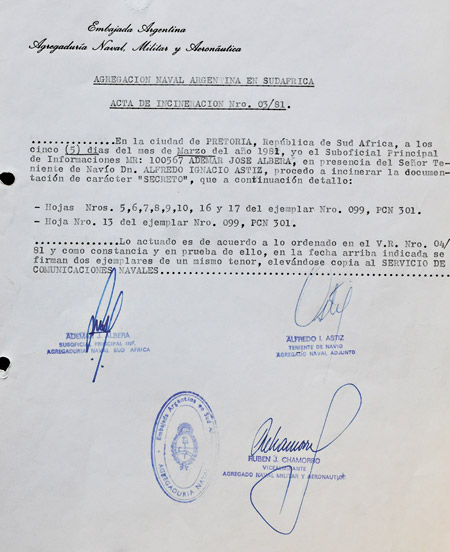 Embajada Argentina
Agregaduría Naval, Militar y Aeronáutica
AGREGACION NAVAL ARGENTINA EN SUDAFRICA
ACTA DE INCINERACION Nro. 03/81.
..............En la ciudad de PRETORIA, República de Sud Africa, a los
cinco (5) días del mes de Marzo del año 1981, yo el Suboficial Principal
de Informaciones MR: 100567 ADEMAR JOSE ALBERA, en presencia del Señor Te-
niente de Navío Dn. ALFREDO IGNACIO ASTIZ, procedo a incinerar la documen-
tación de carácter "SECRETO", que a continuación detallo:
- Hojas Nros. 5,6,7,8,9,10, 16 y 17 del ejemplar Nro. 099, PCN 301.
- Hoja Nro. 13 del ejemplar Nro. 099, PCN 301.
..............Lo actuado es de acuerdo a lo ordenado en el V.R. Nro. 04/
81 y como constancia y en prueba de ello, en la fecha arriba indicada se
firman dos ejemplares de un mismo tenor, elevándose copia al SERVICIO DE
COMUNICACIONES NAVALES..............................................
ADEMAR J. ALBERA
SUBOFICIAL PRINCIPAL INF.
AGREGADURIA NAVAL SUD AFRICA
Astiz
ALFREDO I. ASTIZ
TENIENTE DE NAVIO
AGREGADO NAVAL ADJUNTO
Embajada Argentina en Sud
AGREGADURIA NAVAL
Chamorro
RUBEN J. CHAMORRO
VICEALMIRANTE
AGREGADO NAVAL MILITAR Y AERONAUTICO